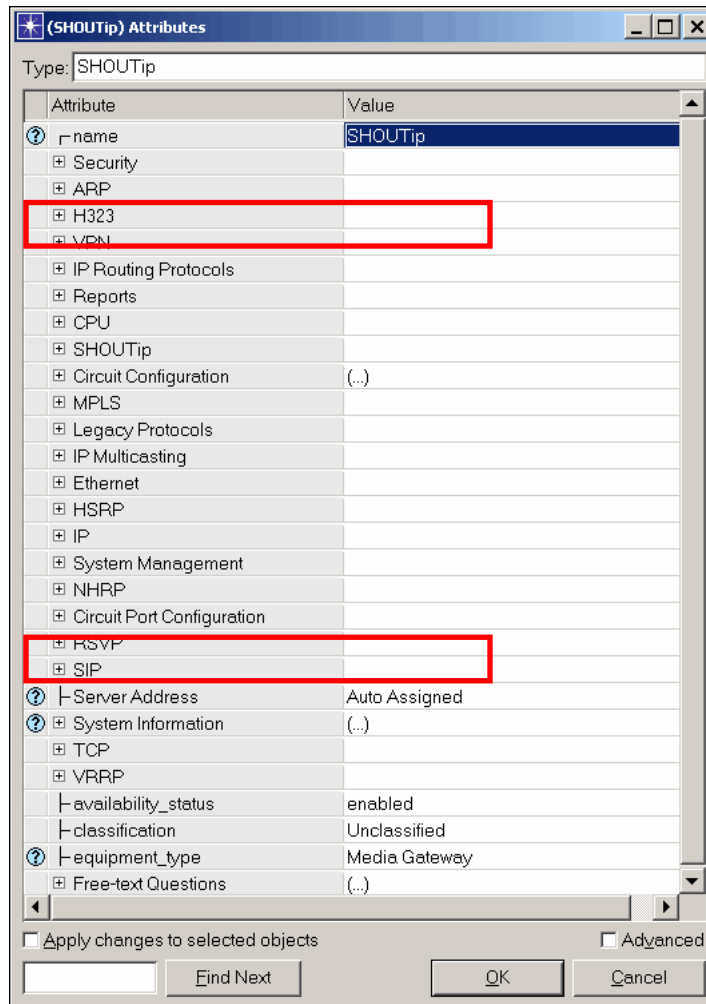 (SHOUTip) Attributes
Type: SHOUTip
Attribute Value
name SHOUTip
Security
ARP
H323
VPN
IP Routing Protocols
Reports
CPU
SHOUTip
Circuit Configuration (...)
MPLS
Legacy Protocols
IP Multicasting
Ethernet
HSRP
IP
System Management
NHRP
Circuit Port Configuration
RSVP
SIP
Server Address Auto Assigned
System Information (...)
TCP
VRRP
availability_status enabled
classification Unclassified
equipment_type Media Gateway
Free-text Questions (...)
Apply changes to selected objects Advanced
Find Next OK Cancel